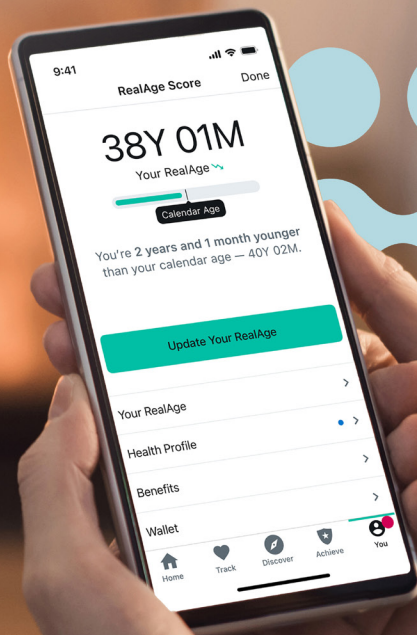 9:41
RealAge Score
Done
38Y 01M
Your RealAge
Calendar Age
You're 2 years and 1 month younger
than your calendar age — 40Y 02M.
Update Your RealAge
Your RealAge
Health Profile
Benefits
Wallet
Home
Track
Discover
Achieve
You